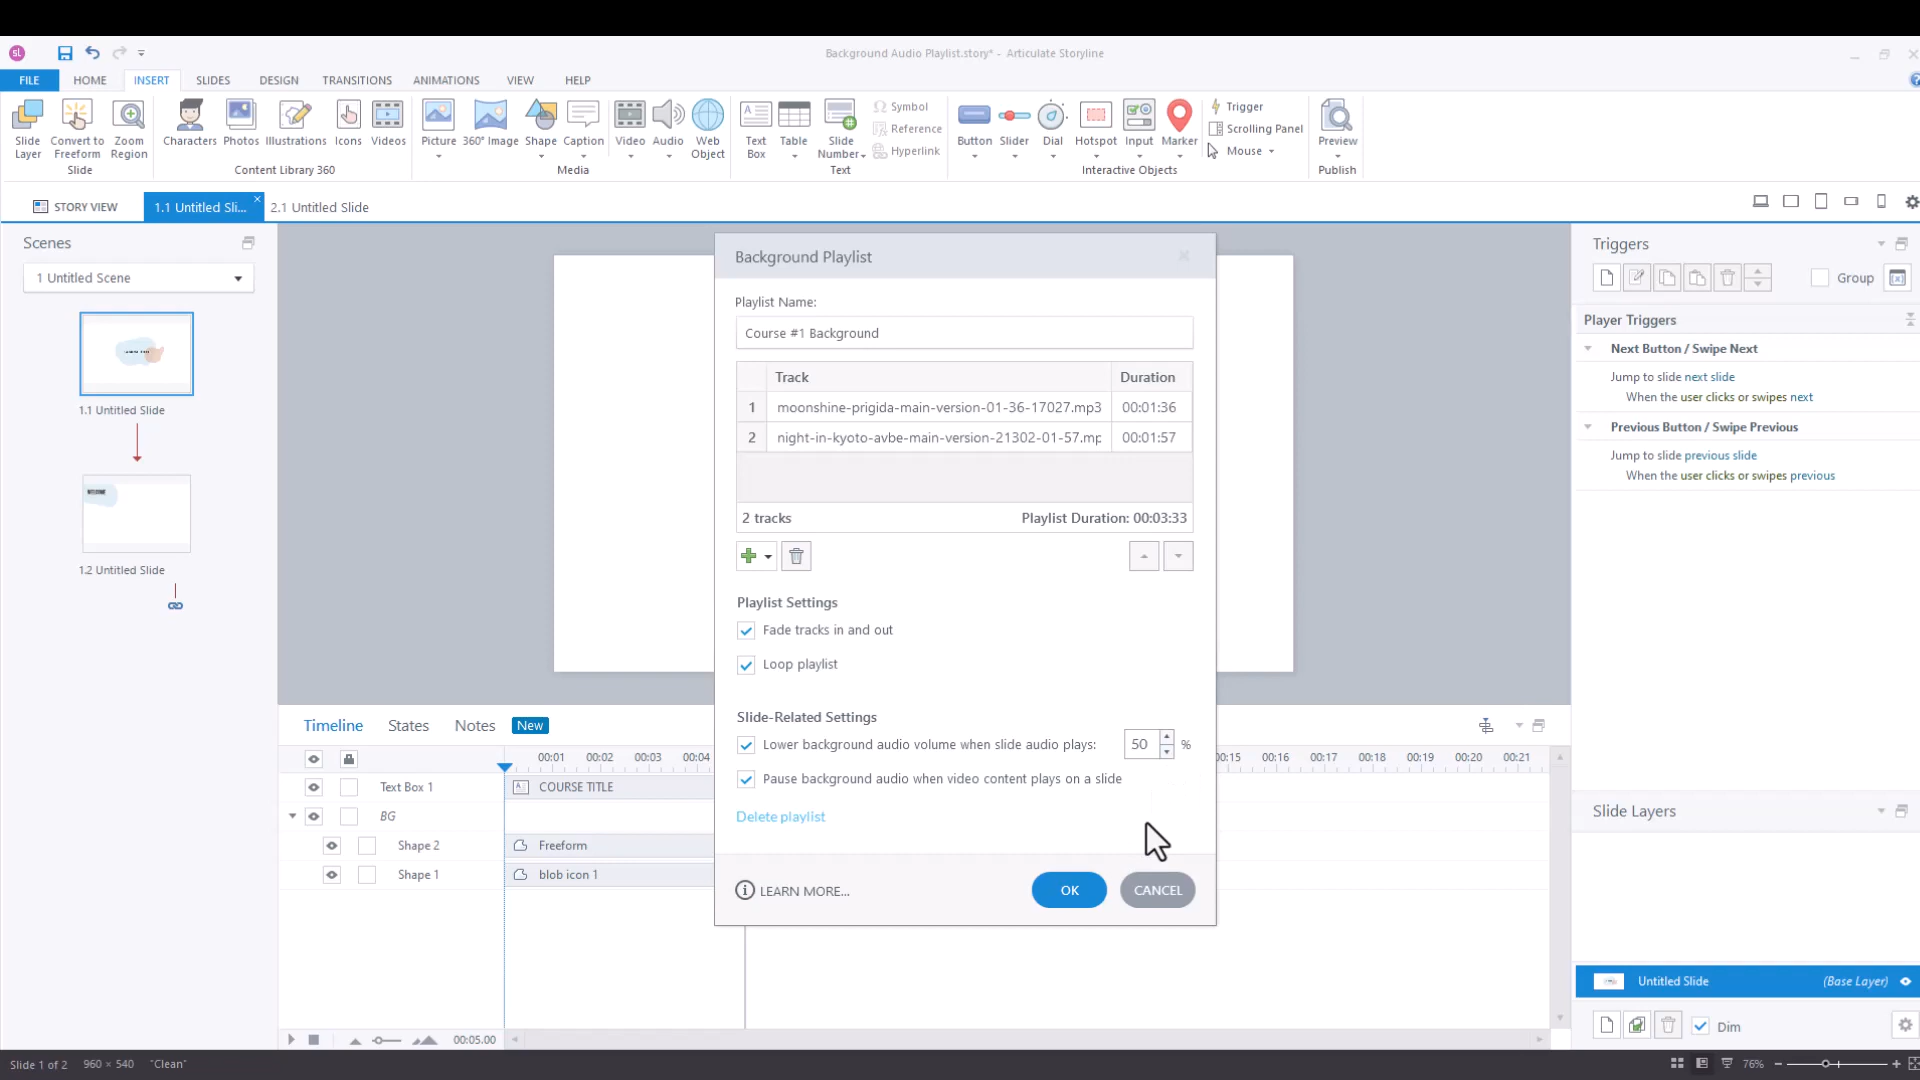 sl
Background Audio Playlist.story* - Articulate Storyline
FILE HOME INSERT SLIDES DESIGN TRANSITIONS ANIMATIONS VIEW HELP
Slide Layer
Convert to Freeform
Zoom Region
Slide
Characters
Photos
Illustrations
Icons
Videos
Content Library 360
Picture
360° Image
Shape
Caption
Video
Audio
Web Object
Media
Text Box
Table
Slide Number
Symbol
Reference
Hyperlink
Text
Button
Slider
Dial
Hotspot
Input
Marker
Trigger
Scrolling Panel
Mouse
Interactive Objects
Preview
Publish
STORY VIEW
1.1 Untitled Sli...
2.1 Untitled Slide
Scenes
1 Untitled Scene
1.1 Untitled Slide
1.2 Untitled Slide
Background Playlist
Playlist Name:
Course #1 Background
Track Duration
1 moonshine-prigida-main-version-01-36-17027.mp3 00:01:36
2 night-in-kyoto-avbe-main-version-21302-01-57.mp 00:01:57
2 tracks Playlist Duration: 00:03:33
Playlist Settings
Fade tracks in and out
Loop playlist
Slide-Related Settings
Lower background audio volume when slide audio plays: 50 %
Pause background audio when video content plays on a slide
Delete playlist
LEARN MORE...
OK
CANCEL
Triggers
Group
Player Triggers
Next Button / Swipe Next
Jump to slide next slide
When the user clicks or swipes next
Previous Button / Swipe Previous
Jump to slide previous slide
When the user clicks or swipes previous
Timeline States Notes New
00:01 00:02 00:03 00:04 00:15 00:16 00:17 00:18 00:19 00:20 00:21
Text Box 1 COURSE TITLE
BG
Shape 2 Freeform
Shape 1 blob icon 1
00:05.00
Slide Layers
Untitled Slide (Base Layer)
Dim
Slide 1 of 2 960 × 540 "Clean"
76%